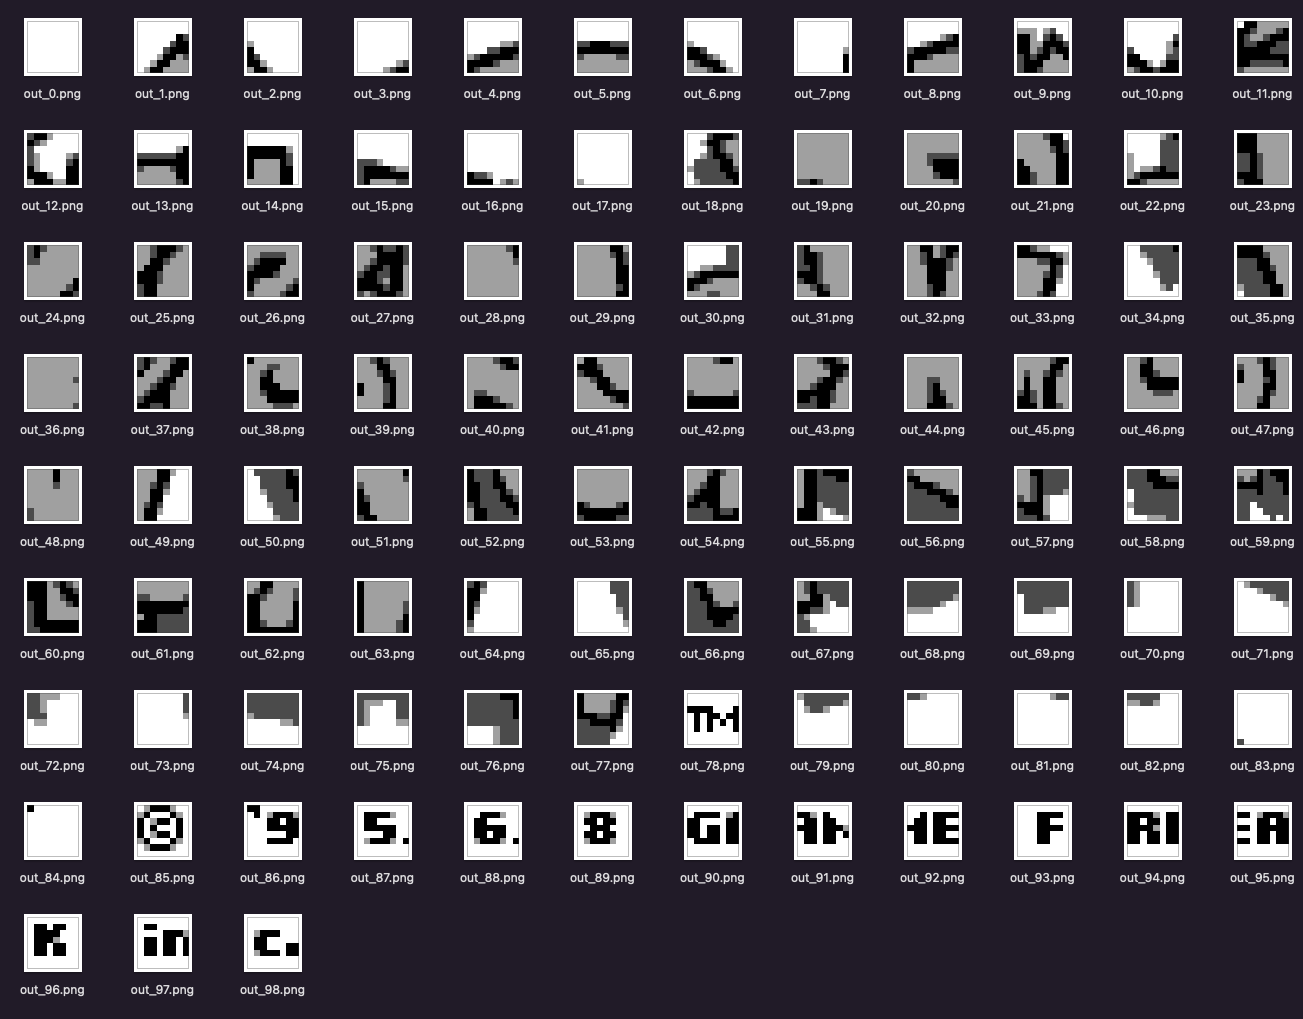 out_0.png out_1.png out_2.png out_3.png out_4.png out_5.png out_6.png out_7.png out_8.png out_9.png out_10.png out_11.png
out_12.png out_13.png out_14.png out_15.png out_16.png out_17.png out_18.png out_19.png out_20.png out_21.png out_22.png out_23.png
out_24.png out_25.png out_26.png out_27.png out_28.png out_29.png out_30.png out_31.png out_32.png out_33.png out_34.png out_35.png
out_36.png out_37.png out_38.png out_39.png out_40.png out_41.png out_42.png out_43.png out_44.png out_45.png out_46.png out_47.png
out_48.png out_49.png out_50.png out_51.png out_52.png out_53.png out_54.png out_55.png out_56.png out_57.png out_58.png out_59.png
out_60.png out_61.png out_62.png out_63.png out_64.png out_65.png out_66.png out_67.png out_68.png out_69.png out_70.png out_71.png
TM
out_72.png out_73.png out_74.png out_75.png out_76.png out_77.png out_78.png out_79.png out_80.png out_81.png out_82.png out_83.png
© '9 5. 6. 8 GAME FREA
out_84.png out_85.png out_86.png out_87.png out_88.png out_89.png out_90.png out_91.png out_92.png out_93.png out_94.png out_95.png
K inc.
out_96.png out_97.png out_98.png